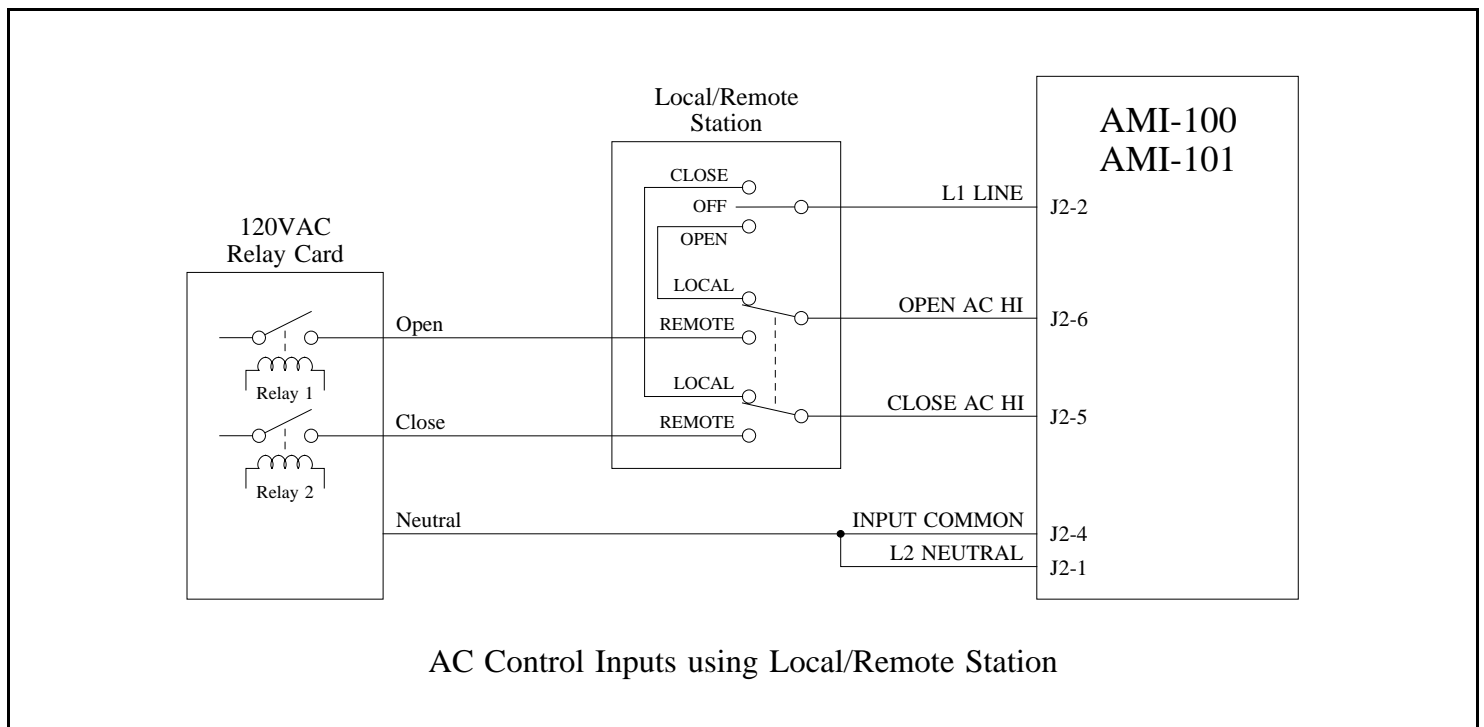 Local/Remote
Station
AMI-100
AMI-101
CLOSE
OFF
OPEN
L1 LINE
J2-2
120VAC
Relay Card
LOCAL
OPEN AC HI
J2-6
Open
REMOTE
Relay 1
LOCAL
CLOSE AC HI
J2-5
Close
REMOTE
Relay 2
Neutral
INPUT COMMON
J2-4
L2 NEUTRAL
J2-1
AC Control Inputs using Local/Remote Station